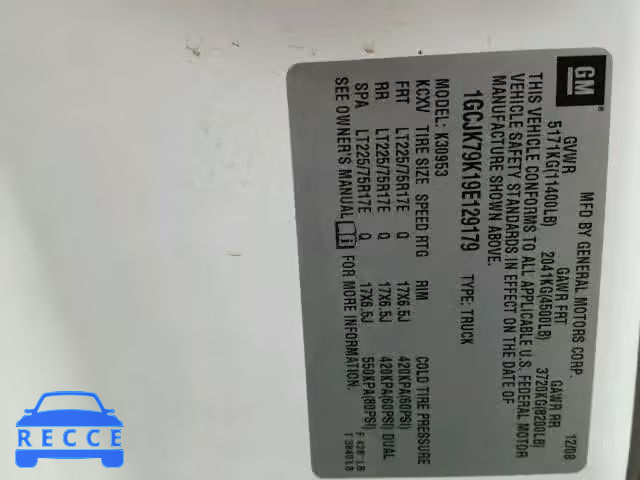 GM
®
MFD BY GENERAL MOTORS CORP. 12/08
GVWR GAWR FRT GAWR RR
5171KG(11400LB) 2041KG(4500LB) 3720KG(8200LB)
THIS VEHICLE CONFORMS TO ALL APPLICABLE U.S. FEDERAL MOTOR
VEHICLE SAFETY STANDARDS IN EFFECT ON THE DATE OF
MANUFACTURE SHOWN ABOVE.
1GCJK79K19E129179 TYPE: TRUCK
MODEL: K30953
KCXV TIRE SIZE SPEED RTG RIM COLD TIRE PRESSURE
FRT LT225/75R17E Q 17X6.5J 420KPA(60PSI)
RR LT225/75R17E Q 17X6.5J 420KPA(60PSI) DUAL
SPA LT225/75R17E Q 17X6.5J 550KPA(80PSI)
SEE OWNER'S MANUAL FOR MORE INFORMATION.
RECCE